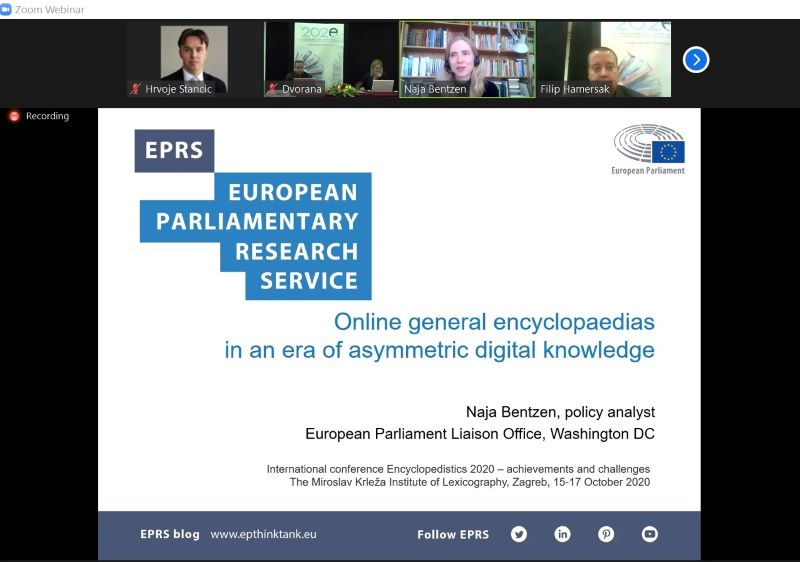 Zoom Webinar
202e
202e
Hrvoje Stancic
Dvorana
Naja Bentzen
Filip Hamersak
Recording
EPRS
EUROPEAN
PARLIAMENTARY
RESEARCH
SERVICE
European Parliament
Online general encyclopaedias
in an era of asymmetric digital knowledge
Naja Bentzen, policy analyst
European Parliament Liaison Office, Washington DC
International conference Encyclopedistics 2020 – achievements and challenges
The Miroslav Krleža Institute of Lexicography, Zagreb, 15-17 October 2020
EPRS blog www.epthinktank.eu
Follow EPRS